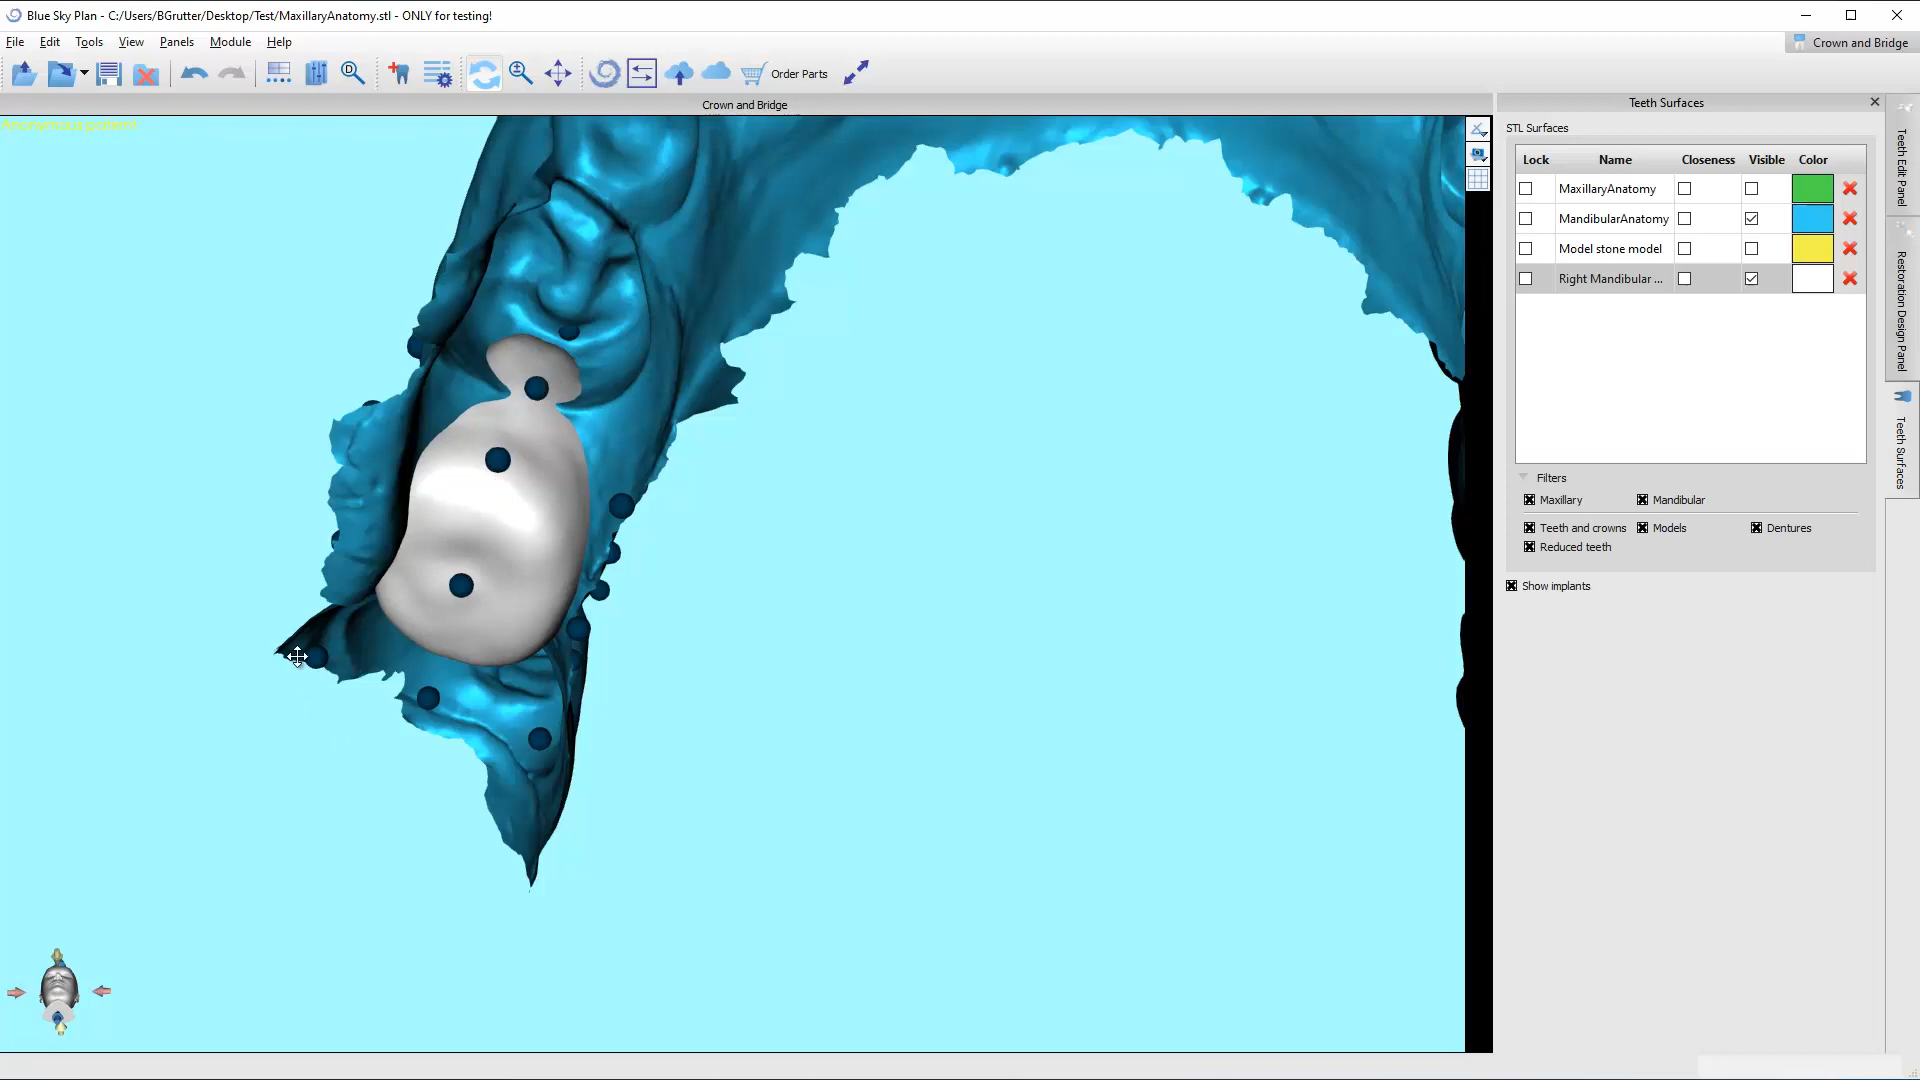 Blue Sky Plan - C:/Users/BGrutter/Desktop/Test/MaxillaryAnatomy.stl - ONLY for testing!
File Edit Tools View Panels Module Help
Crown and Bridge
D
Order Parts
Crown and Bridge
Teeth Surfaces
Anonymous patient
STL Surfaces
Lock Name Closeness Visible Color
MaxillaryAnatomy
MandibularAnatomy
Model stone model
Right Mandibular ...
Filters
Maxillary Mandibular
Teeth and crowns Models Dentures
Reduced teeth
Show implants
Teeth Edit Panel
Restoration Design Panel
Teeth Surfaces